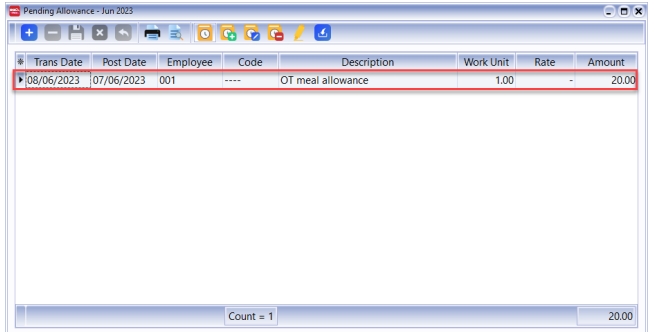 Pending Allowance - Jun 2023
Trans Date Post Date Employee Code Description Work Unit Rate Amount
08/06/2023 07/06/2023 001 ---- OT meal allowance 1.00 - 20.00
Count = 1 20.00